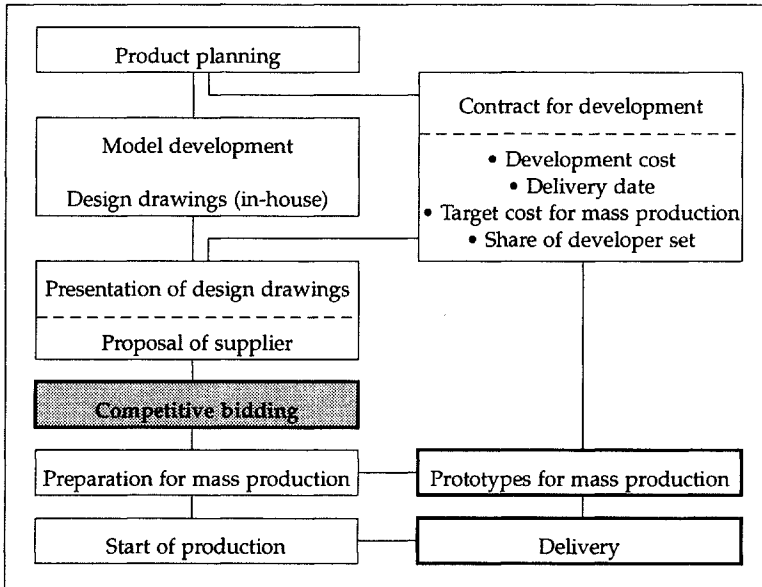 Product planning
Model development
Design drawings (in-house)
Presentation of design drawings
Proposal of supplier
Competitive bidding
Preparation for mass production
Start of production
Contract for development
• Development cost
• Delivery date
• Target cost for mass production
• Share of developer set
Prototypes for mass production
Delivery